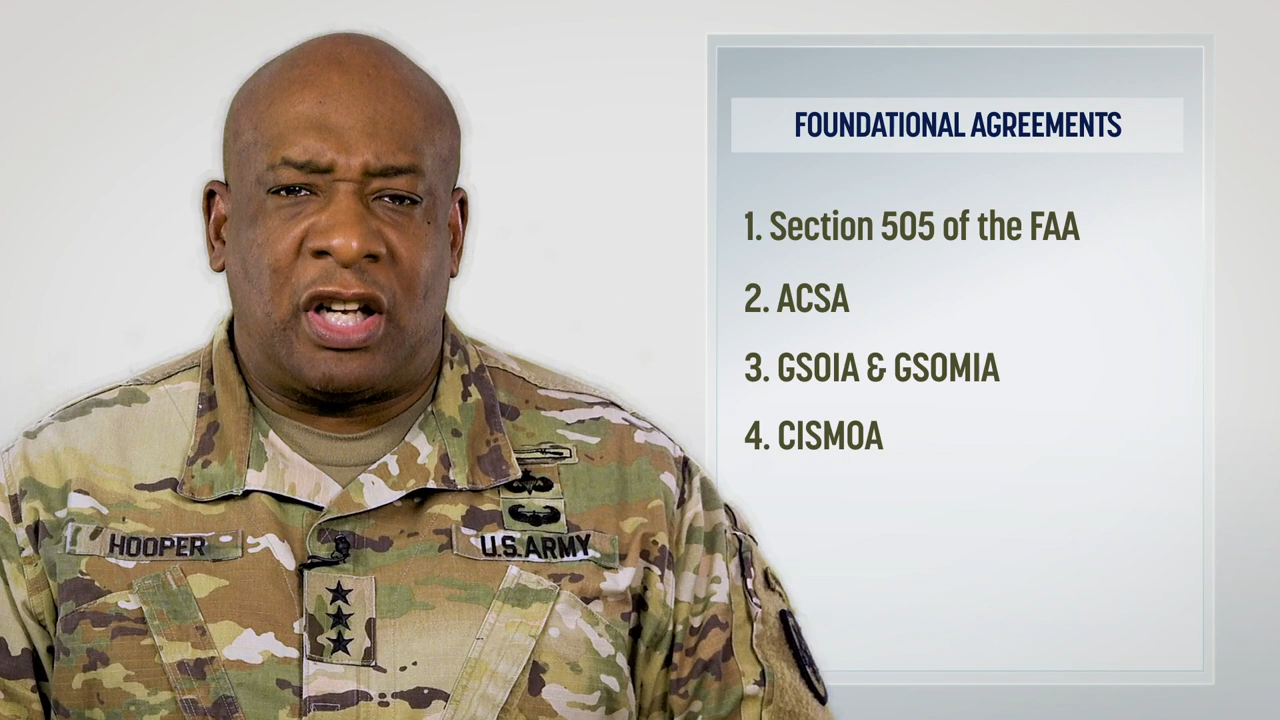 FOUNDATIONAL AGREEMENTS
1. Section 505 of the FAA
2. ACSA
3. GSOIA & GSOMIA
4. CISMOA
HOOPER
U.S.ARMY